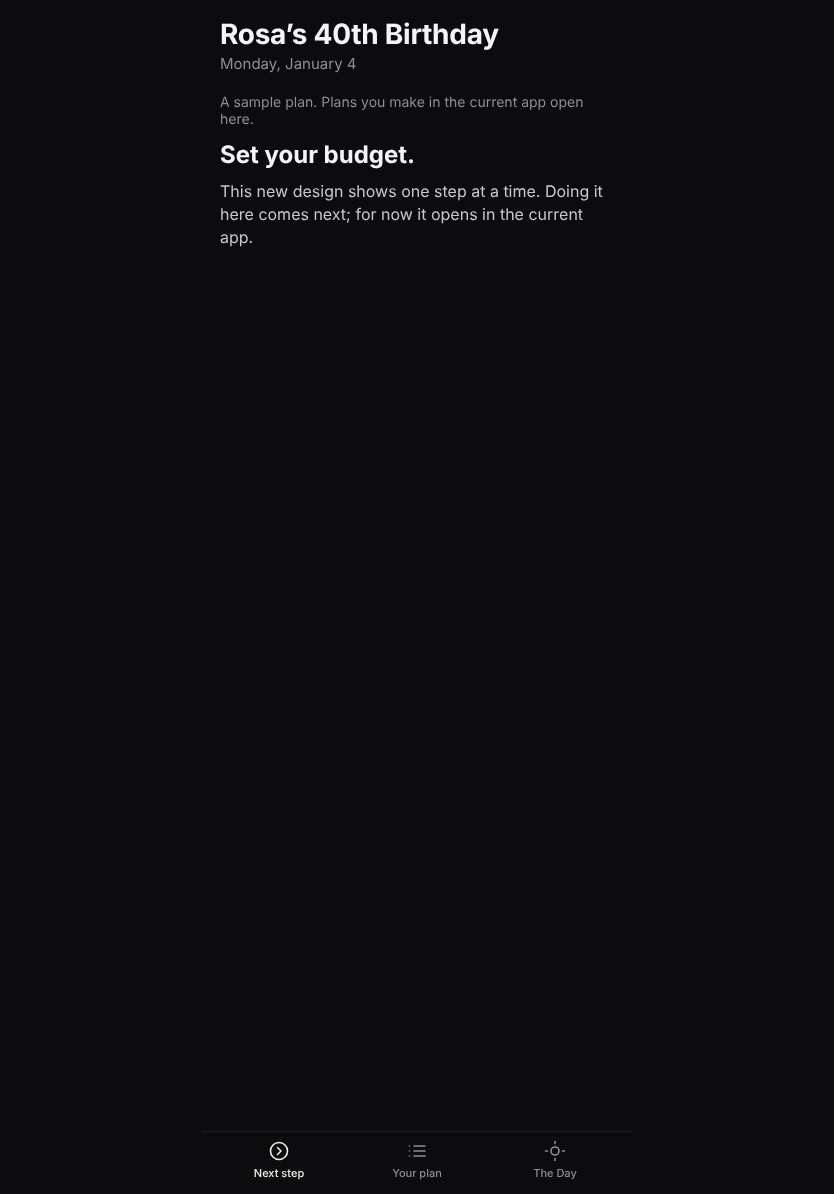 Rosa’s 40th Birthday
Monday, January 4
A sample plan. Plans you make in the current app open
here.
Set your budget.
This new design shows one step at a time. Doing it
here comes next; for now it opens in the current
app.
Next step
Your plan
The Day